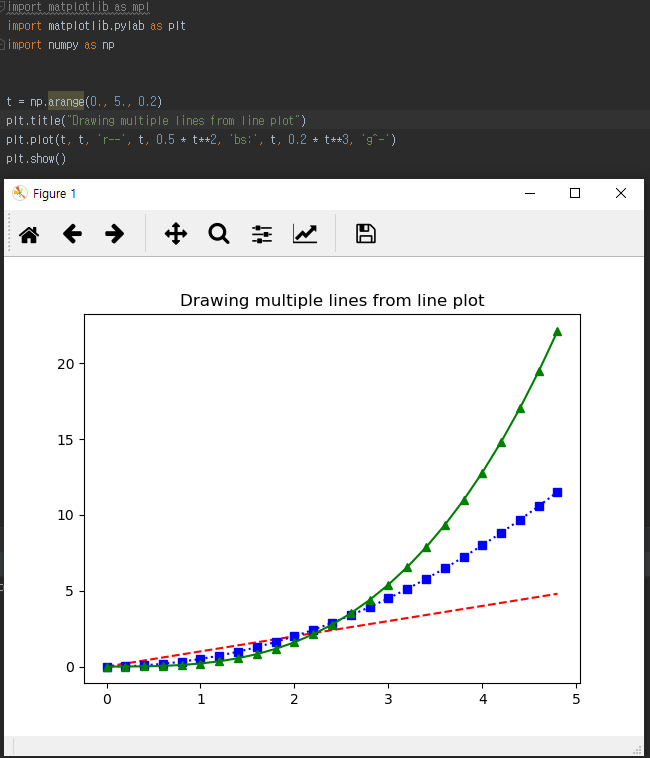 import matplotlib as mpl
import matplotlib.pylab as plt
import numpy as np
t = np.arange(0., 5., 0.2)
plt.title("Drawing multiple lines from line plot")
plt.plot(t, t, 'r--', t, 0.5 * t**2, 'bs:', t, 0.2 * t**3, 'g^-')
plt.show()
Figure 1
Drawing multiple lines from line plot
20
15
10
5
0
0 1 2 3 4 5